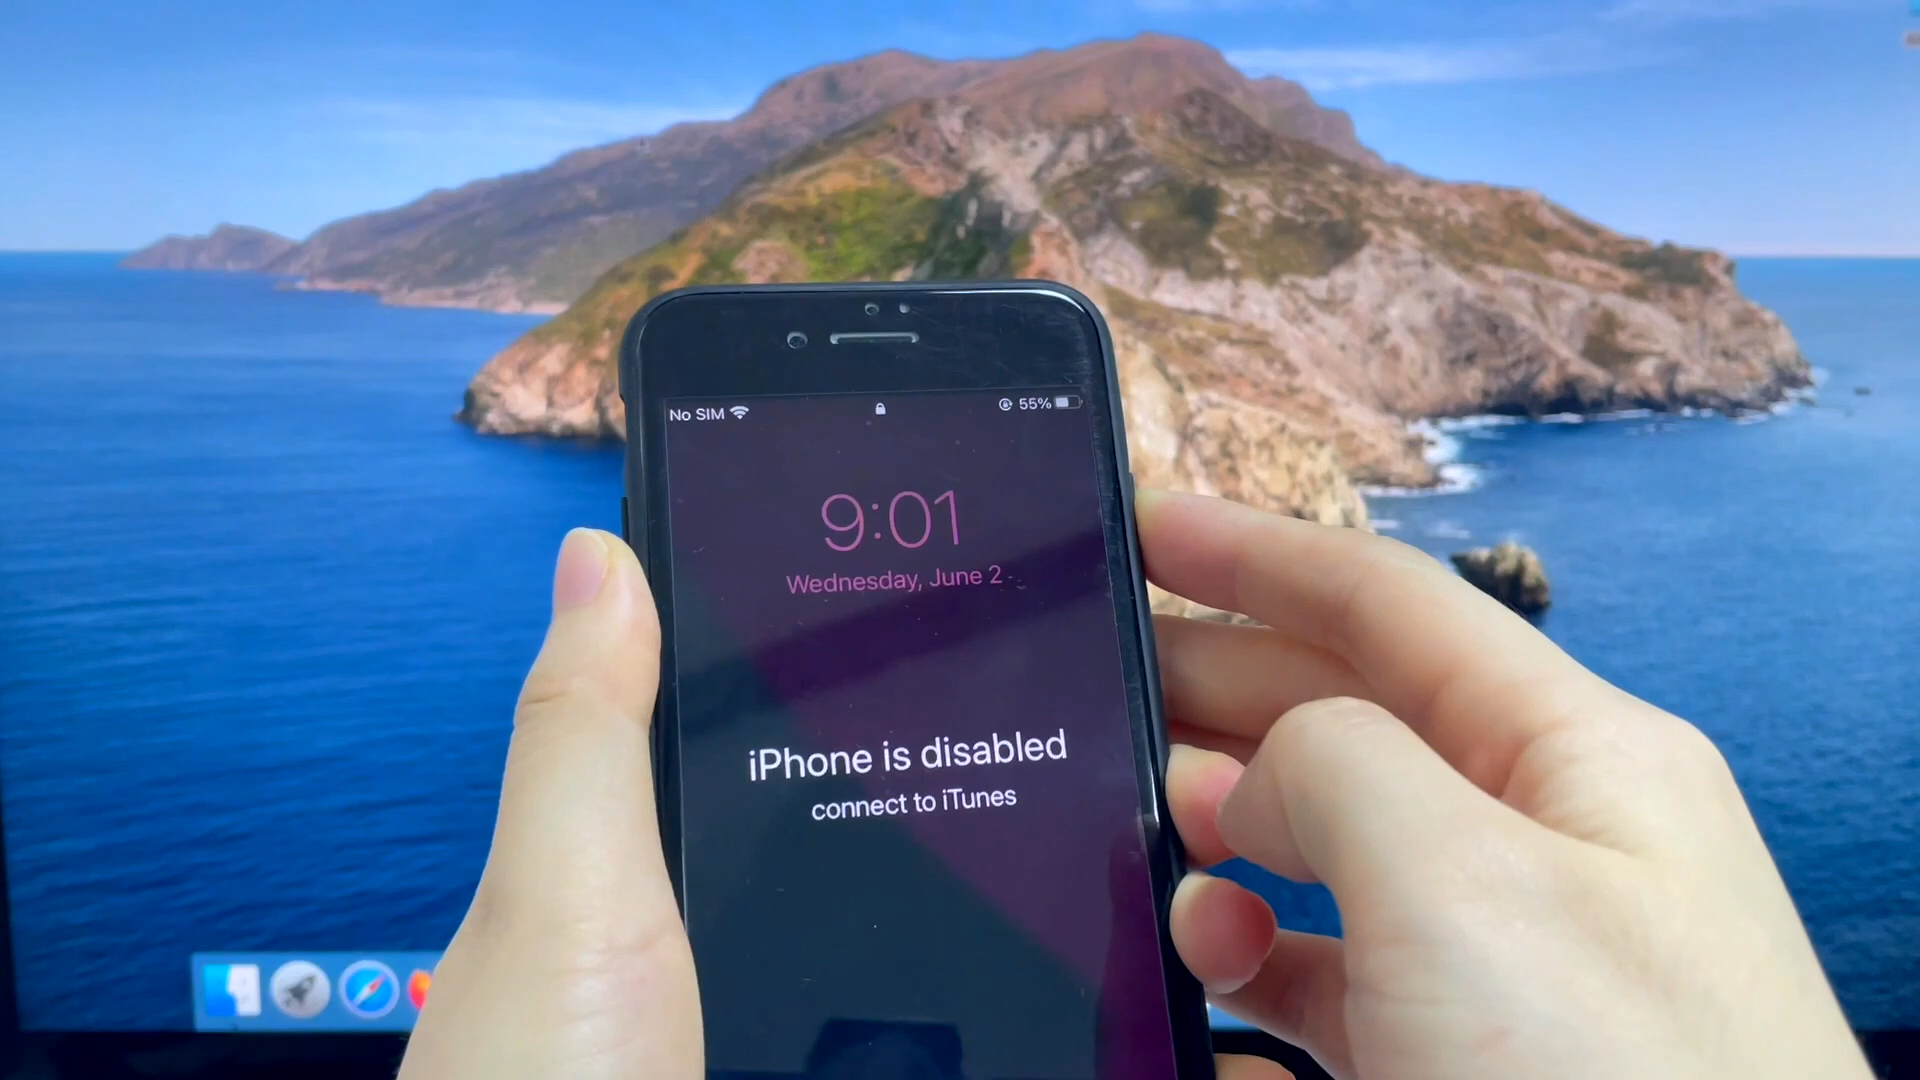 No SIM 55%
9:01
Wednesday, June 2
iPhone is disabled
connect to iTunes